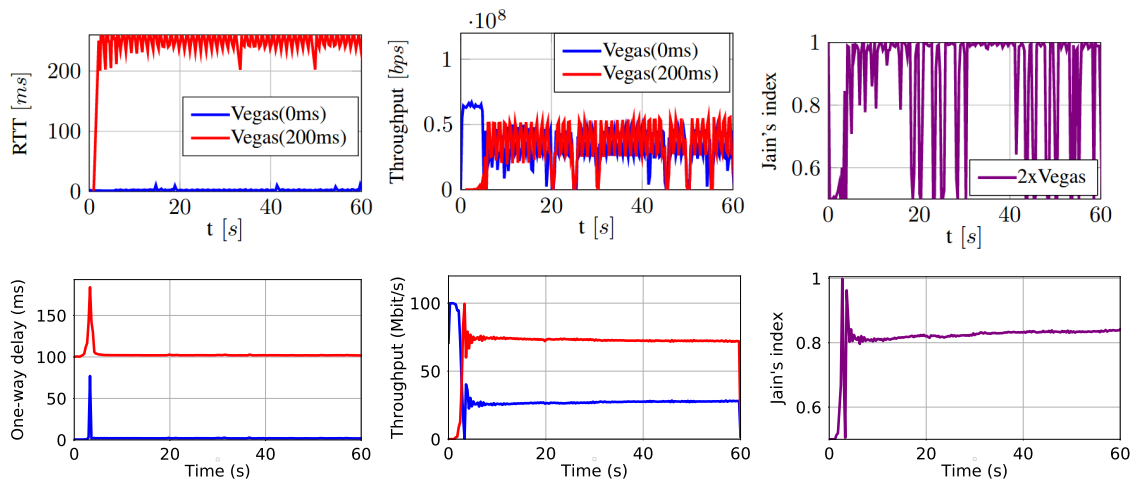 RTT [ms]
200
100
0
Vegas(0ms)
Vegas(200ms)
0 20 40 60
t [s]
·10⁸
Throughput [bps]
1
0.5
0
Vegas(0ms)
Vegas(200ms)
0 20 40 60
t [s]
Jain's index
1
0.8
0.6
2xVegas
0 20 40 60
t [s]
One-way delay (ms)
150
100
50
0
0 20 40 60
Time (s)
Throughput (Mbit/s)
100
50
0
0 20 40 60
Time (s)
Jain's index
1
0.8
0.6
0 20 40 60
Time (s)